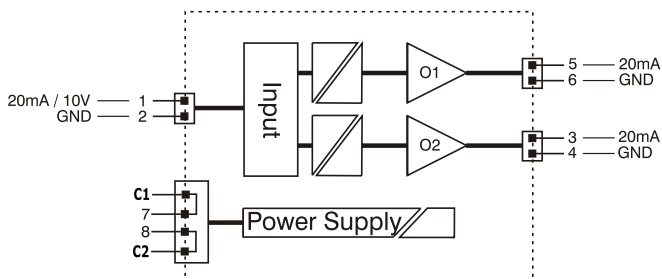 20mA / 10V 1
GND 2
Input
O1
5 20mA
6 GND
O2
3 20mA
4 GND
C1
7
8
C2
Power Supply